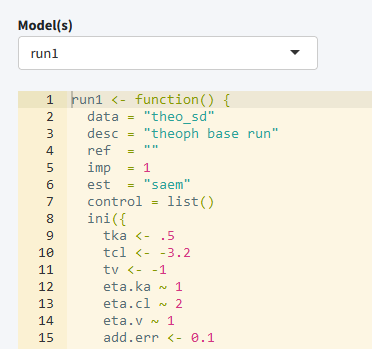 Model(s)
run1
1 run1 <- function() {
2 data = "theo_sd"
3 desc = "theoph base run"
4 ref = ""
5 imp = 1
6 est = "saem"
7 control = list()
8 ini({
9 tka <- .5
10 tcl <- -3.2
11 tv <- -1
12 eta.ka ~ 1
13 eta.cl ~ 2
14 eta.v ~ 1
15 add.err <- 0.1